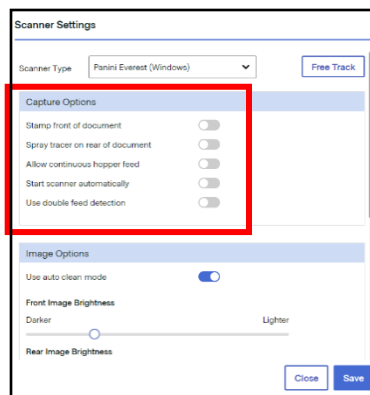 Scanner Settings
Scanner Type Panini Everest (Windows) Free Track
Capture Options
Stamp front of document
Spray tracer on rear of document
Allow continuous hopper feed
Start scanner automatically
Use double feed detection
Image Options
Use auto clean mode
Front Image Brightness
Darker Lighter
Rear Image Brightness
Close Save